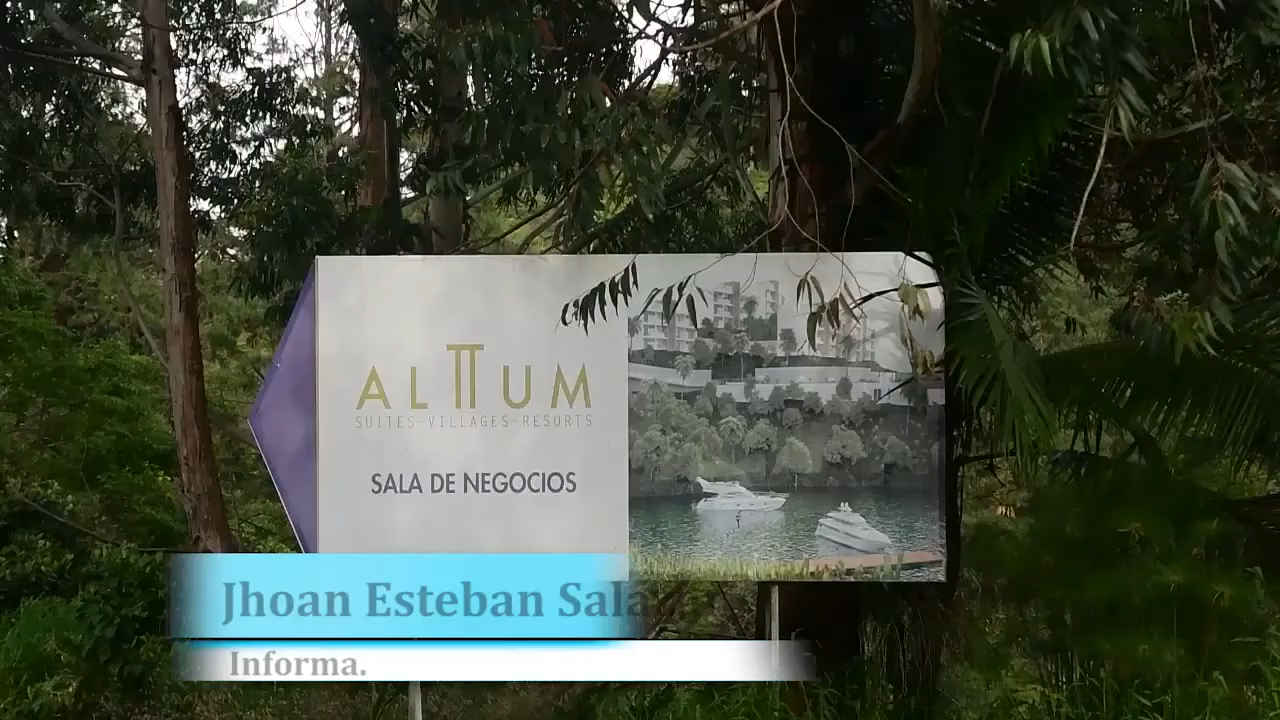 ALTTUM
SUITES·VILLAGES·RESORTS
SALA DE NEGOCIOS
Jhoan Esteban Sala
Informa.